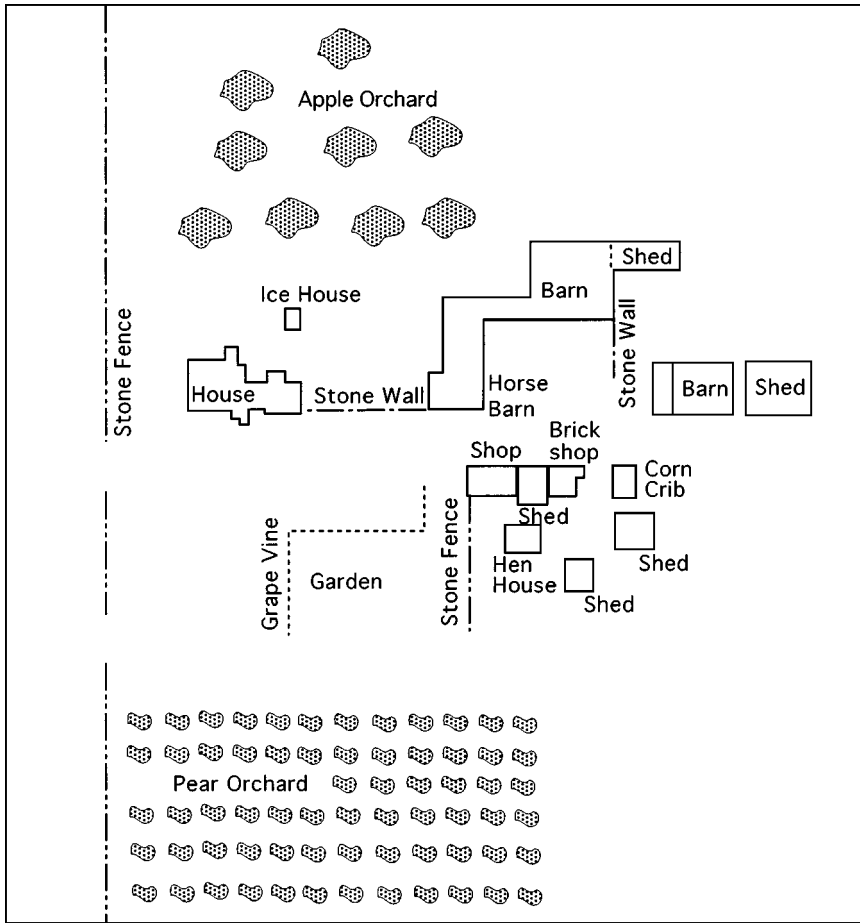 Apple Orchard
Shed
Ice House
Barn
Stone Fence
Stone Wall
House
Stone Wall
Horse
Barn
Barn
Shed
Shop
Brick
shop
Corn
Crib
Shed
Grape Vine
Garden
Stone Fence
Hen
House
Shed
Shed
Pear Orchard